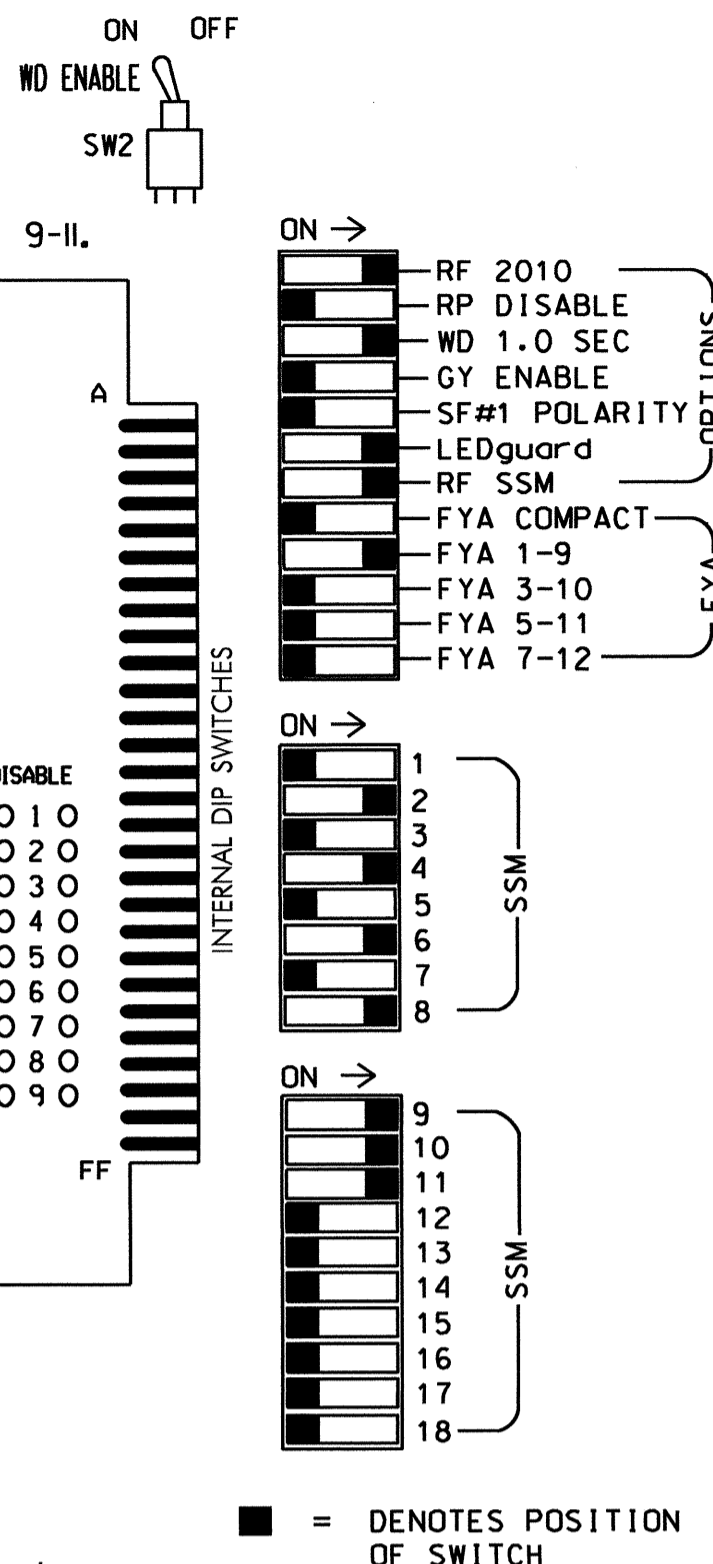 ON OFF
WD ENABLE
SW2
9-11.
ON →
RF 2010
RP DISABLE
WD 1.0 SEC
GY ENABLE
SF#1 POLARITY
LEDguard
RF SSM
OPTIONS
FYA COMPACT
FYA 1-9
FYA 3-10
FYA 5-11
FYA 7-12
FYA
A
FF
INTERNAL DIP SWITCHES
ISABLE
O 1 O
O 2 O
O 3 O
O 4 O
O 5 O
O 6 O
O 7 O
O 8 O
O 9 O
ON →
1
2
3
4
5
6
7
8
SSM
ON →
9
10
11
12
13
14
15
16
17
18
SSM
= DENOTES POSITION
OF SWITCH